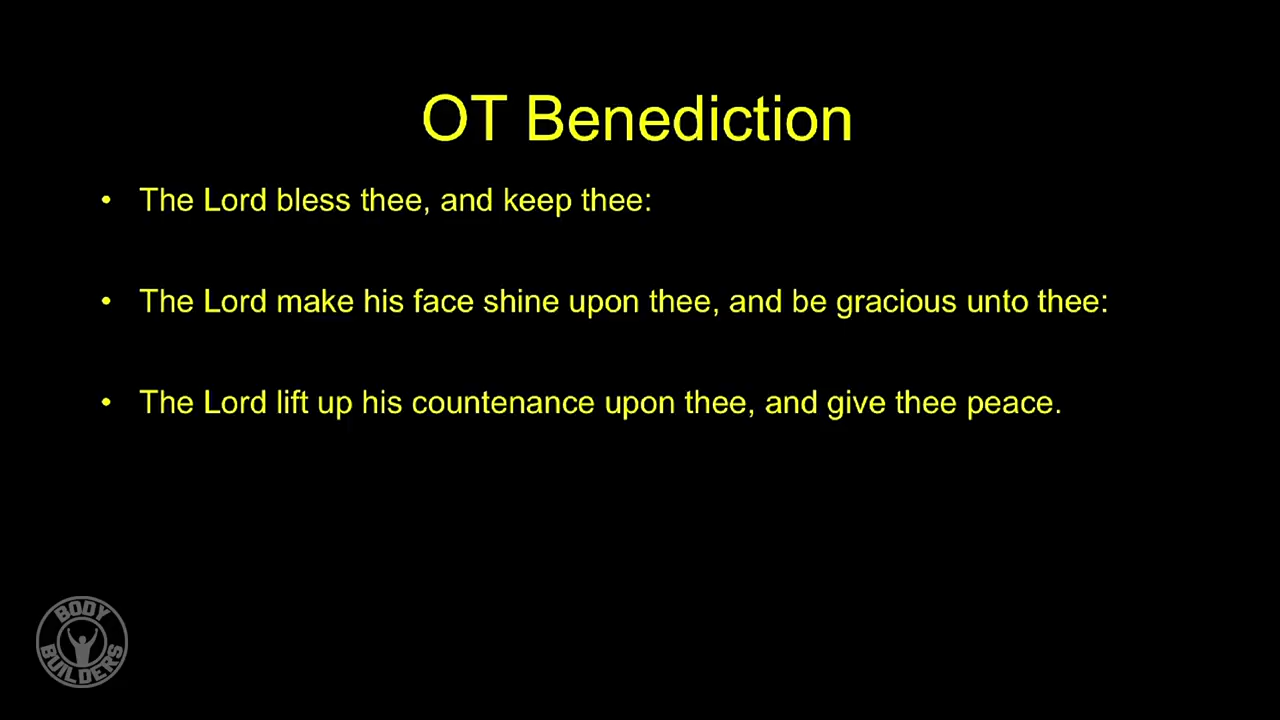 OT Benediction
• The Lord bless thee, and keep thee:
• The Lord make his face shine upon thee, and be gracious unto thee:
• The Lord lift up his countenance upon thee, and give thee peace.
BODY
BUILDERS